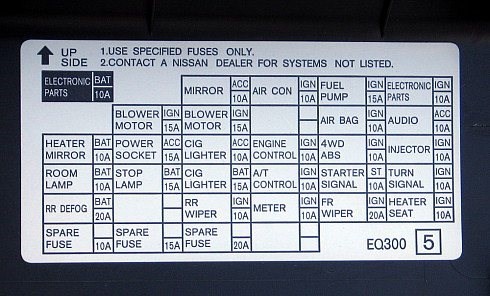 UP 1.USE SPECIFIED FUSES ONLY.
SIDE 2.CONTACT A NISSAN DEALER FOR SYSTEMS NOT LISTED.
ELECTRONIC PARTS BAT 10A
MIRROR ACC 10A AIR CON IGN 10A FUEL PUMP IGN 15A ELECTRONIC PARTS IGN 10A
BLOWER MOTOR IGN 15A BLOWER MOTOR IGN 15A AIR BAG IGN 10A AUDIO ACC 10A
HEATER MIRROR BAT 10A POWER SOCKET ACC 15A CIG LIGHTER ACC 10A ENGINE CONTROL IGN 10A 4WD ABS IGN 10A INJECTOR IGN 10A
ROOM LAMP BAT 10A STOP LAMP BAT 15A CIG LIGHTER BAT 15A A/T CONTROL IGN 10A STARTER SIGNAL ST 10A TURN SIGNAL IGN 10A
RR DEFOG BAT 20A RR WIPER IGN 10A METER IGN 10A FR WIPER IGN 20A HEATER SEAT IGN 10A
SPARE FUSE 10A SPARE FUSE 15A SPARE FUSE 20A EQ300 5